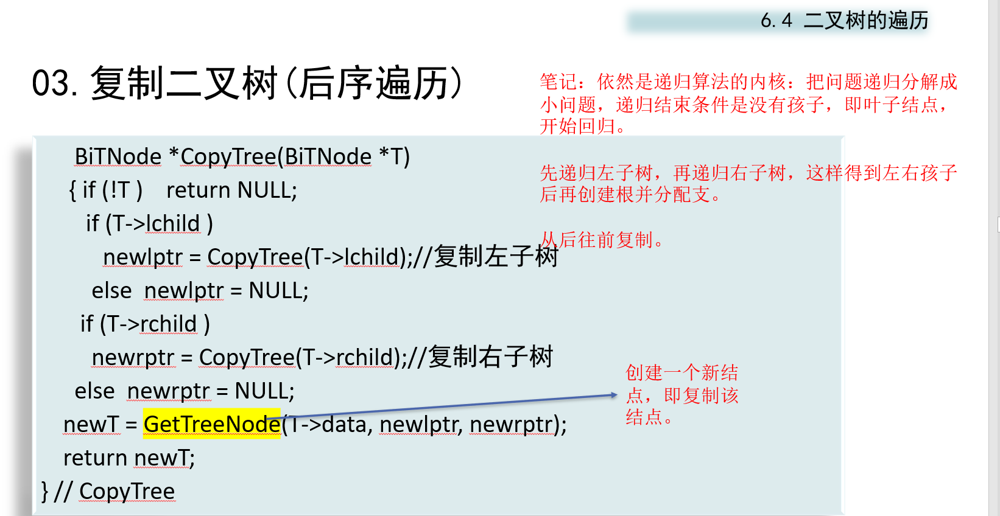 6.4 二叉树的遍历
03.复制二叉树(后序遍历)
笔记：依然是递归算法的内核：把问题递归分解成
小问题，递归结束条件是没有孩子，即叶子结点，
开始回归。
先递归左子树，再递归右子树，这样得到左右孩子
后再创建根并分配支。
从后往前复制。
BiTNode *CopyTree(BiTNode *T)
{ if (!T )    return NULL;
if (T->lchild )
newlptr = CopyTree(T->lchild);//复制左子树
else  newlptr = NULL;
if (T->rchild )
newrptr = CopyTree(T->rchild);//复制右子树
else  newrptr = NULL;
newT = GetTreeNode(T->data, newlptr, newrptr);
return newT;
} // CopyTree
创建一个新结
点，即复制该
结点。